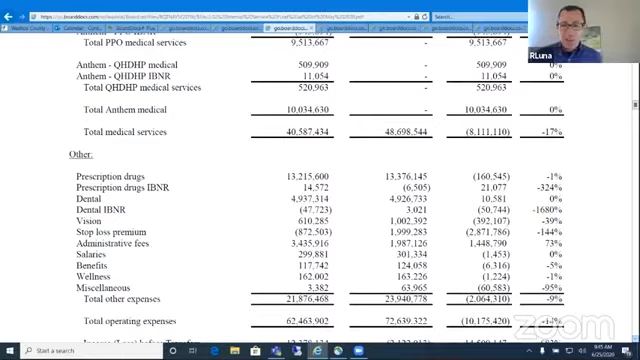 Total PPO medical services 9,513,667 - 9,513,667
Anthem - QHDHP medical 509,909 - 509,909 0%
Anthem - QHDHP IBNR 11,054 - 11,054 0%
Total QHDHP medical services 520,963 - 520,963
Total Anthem medical 10,034,630 - 10,034,630 0%
Total medical services 40,587,434 48,698,544 (8,111,110) -17%
Other:
Prescription drugs 13,215,600 13,376,145 (160,545) -1%
Prescription drugs IBNR 14,572 (6,505) 21,077 -324%
Dental 4,937,314 4,926,733 10,581 0%
Dental IBNR (47,723) 3,021 (50,744) -1680%
Vision 610,285 1,002,392 (392,107) -39%
Stop loss premium (872,503) 1,999,283 (2,871,786) -144%
Administrative fees 3,435,916 1,987,126 1,448,790 73%
Salaries 299,881 301,334 (1,453) 0%
Benefits 117,742 124,058 (6,316) -5%
Wellness 162,002 163,226 (1,224) -1%
Miscellaneous 3,382 63,965 (60,583) -95%
Total other expenses 21,876,468 23,940,778 (2,064,310) -9%
Total operating expenses 62,463,902 72,639,322 (10,175,420)
RLuna
zoom
Start a search
9:45 AM
6/25/2020